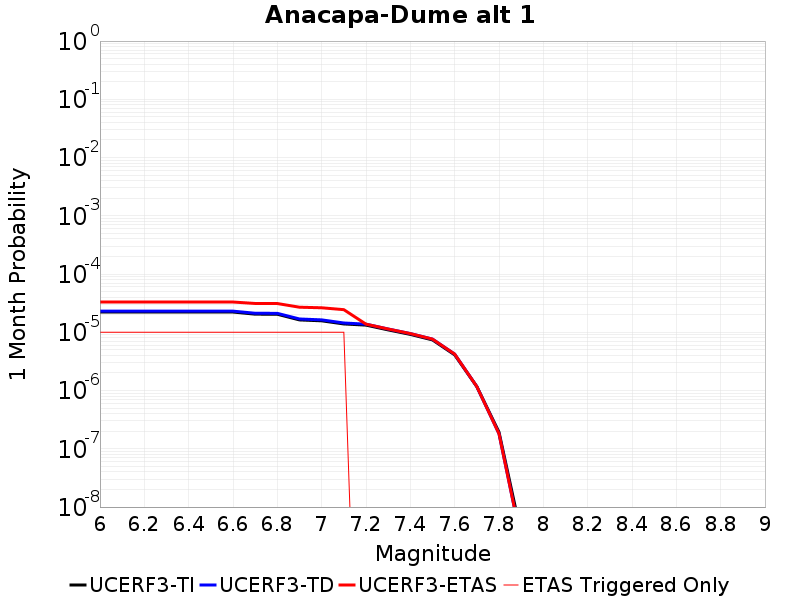 Anacapa-Dume alt 1
1 Month Probability
10^0
10^-1
10^-2
10^-3
10^-4
10^-5
10^-6
10^-7
10^-8
6 6.2 6.4 6.6 6.8 7 7.2 7.4 7.6 7.8 8 8.2 8.4 8.6 8.8 9
Magnitude
UCERF3-TI UCERF3-TD UCERF3-ETAS ETAS Triggered Only